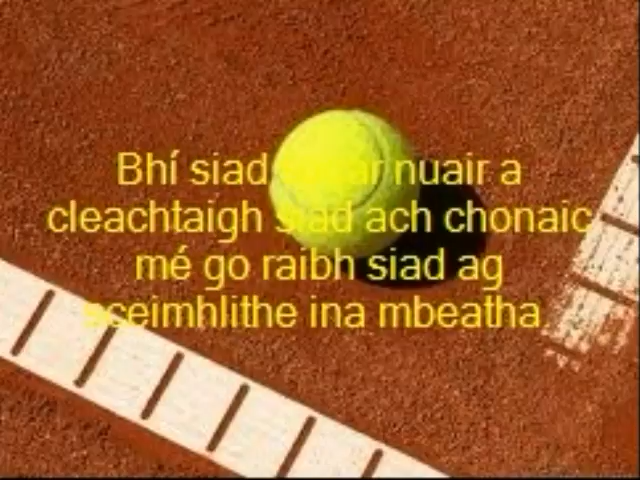 Bhí siad nuair a
cleachtaigh siad ach chonaic
mé go raibh siad ag
sceimhlithe ina mbeatha.